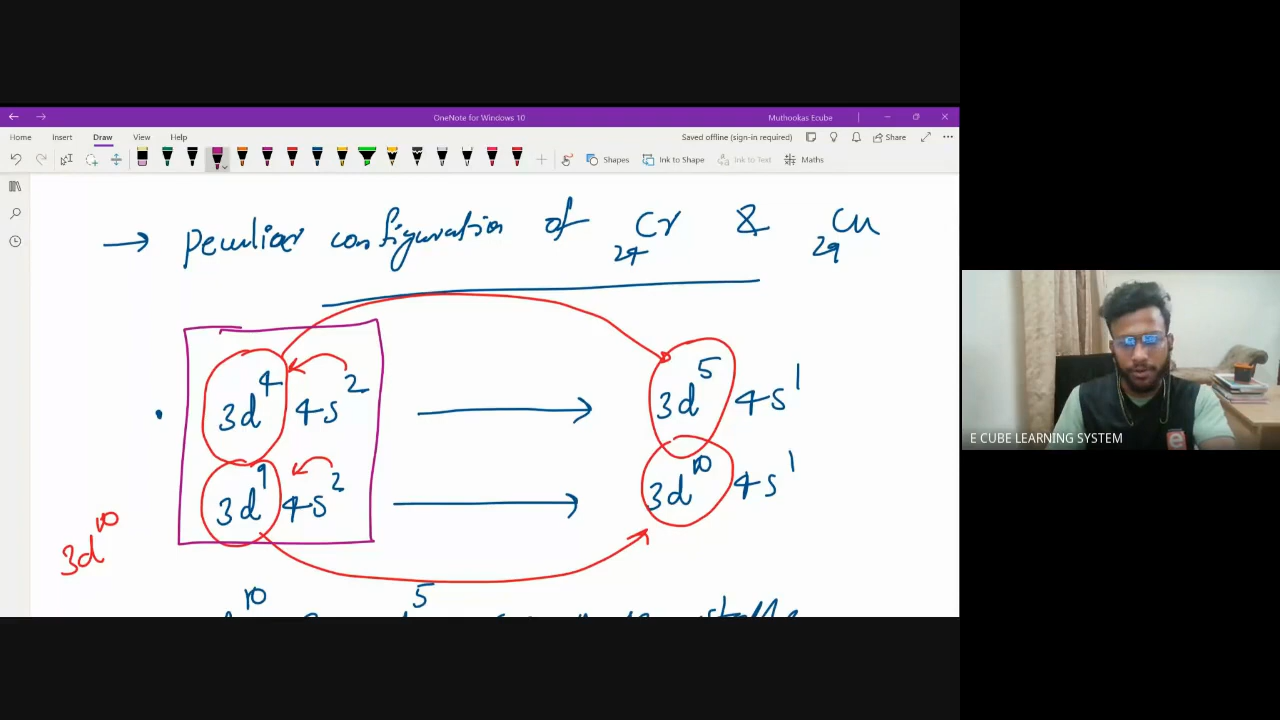 OneNote for Windows 10
Muthookas Ecube
Home Insert Draw View Help
Saved offline (sign-in required)
Share
Shapes
Ink to Shape
Ink to Text
Maths
→ peculiar configuration of ₂₄Cr & ₂₉Cu
3d⁴ 4s² → 3d⁵ 4s¹
3d⁹ 4s² → 3d¹⁰ 4s¹
3d¹⁰
10 5
E CUBE LEARNING SYSTEM